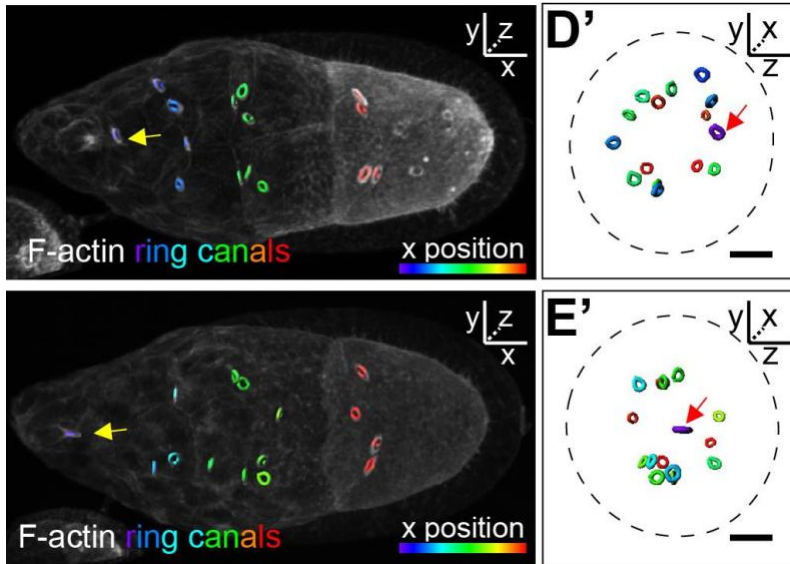 y z
x
F-actin ring canals
x position
D’
y x
z
y z
x
F-actin ring canals
x position
E’
y x
z